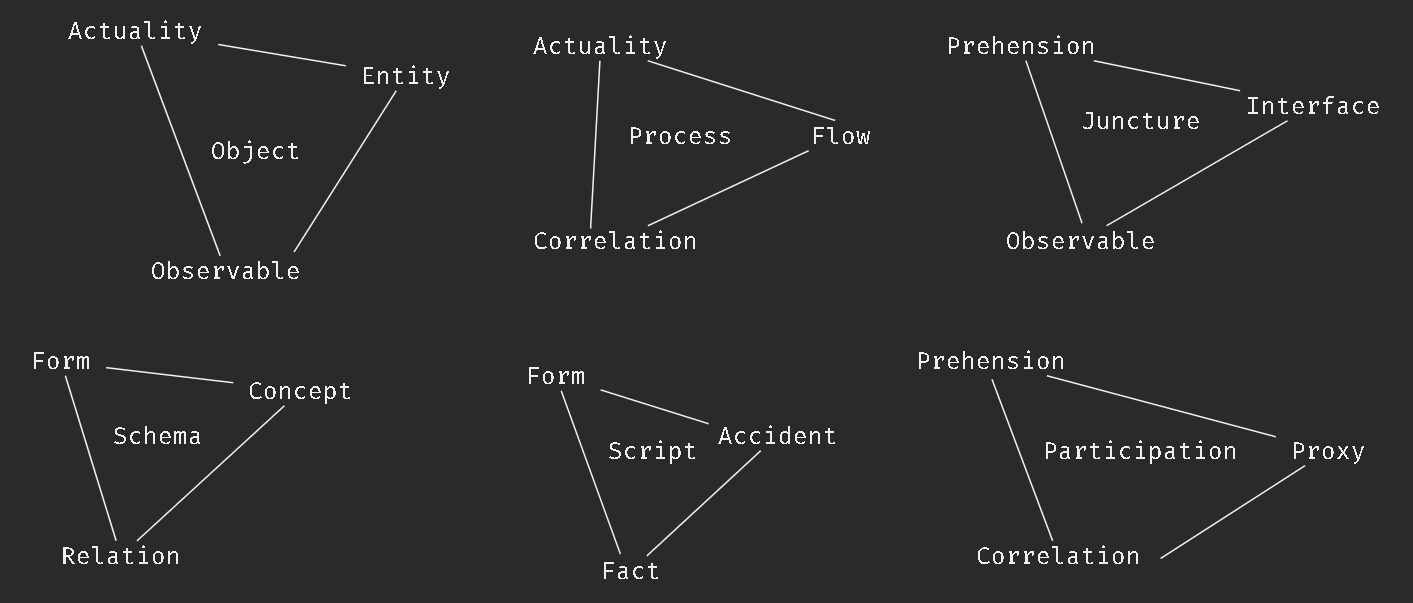 Actuality
Entity
Object
Observable
Actuality
Process
Flow
Correlation
Prehension
Interface
Juncture
Observable
Form
Concept
Schema
Relation
Form
Accident
Script
Fact
Prehension
Participation
Proxy
Correlation